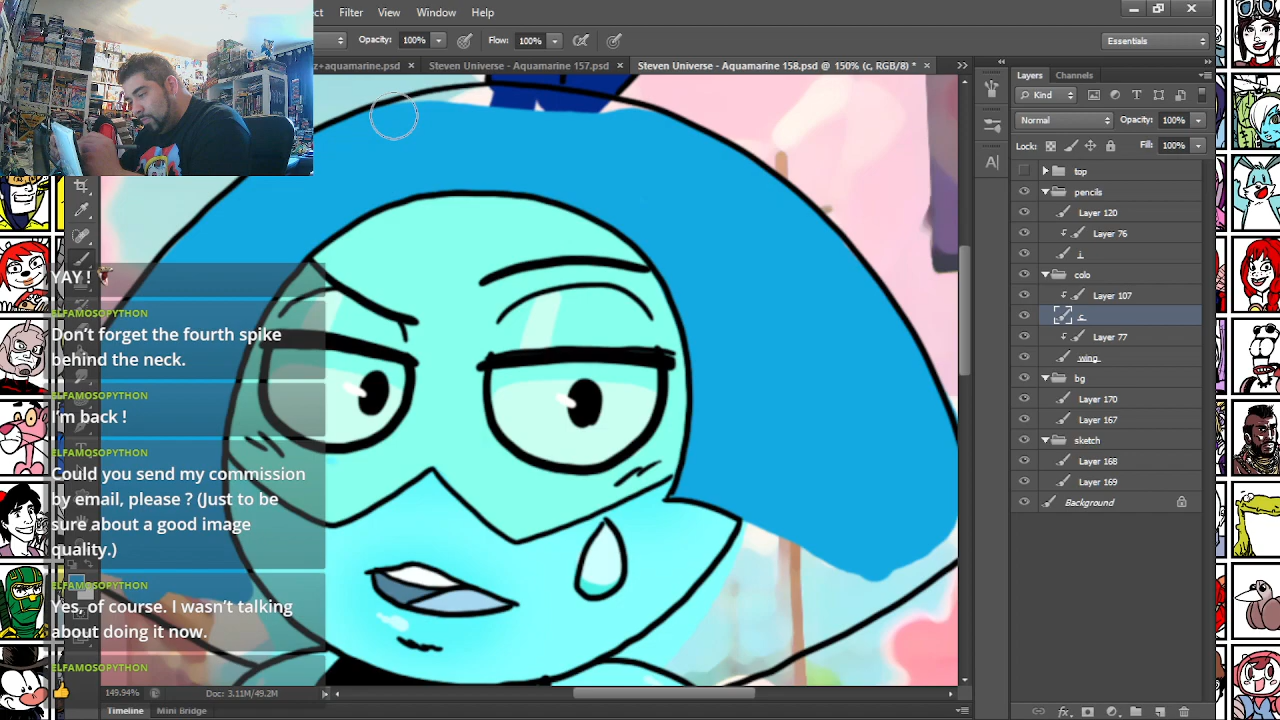 ct Filter View Window Help
Opacity: 100% Flow: 100% Essentials
z+aquamarine.psd × Steven Universe - Aquamarine 157.psd × Steven Universe - Aquamarine 158.psd @ 150% (c, RGB/8) * ×
Layers Channels
Kind
Normal Opacity: 100%
Lock: Fill: 100%
top
pencils
Layer 120
Layer 76
i
colo
Layer 107
c
Layer 77
wing
bg
Layer 170
Layer 167
sketch
Layer 168
Layer 169
Background
YAY !
ELFAMOSOPYTHON
Don't forget the fourth spike
behind the neck.
ELFAMOSOPYTHON
I'm back !
ELFAMOSOPYTHON
Could you send my commission
by email, please ? (Just to be
sure about a good image
quality.)
ELFAMOSOPYTHON
Yes, of course. I wasn't talking
about doing it now.
ELFAMOSOPYTHON
149.94% Doc: 3.11M/49.2M
Timeline Mini Bridge